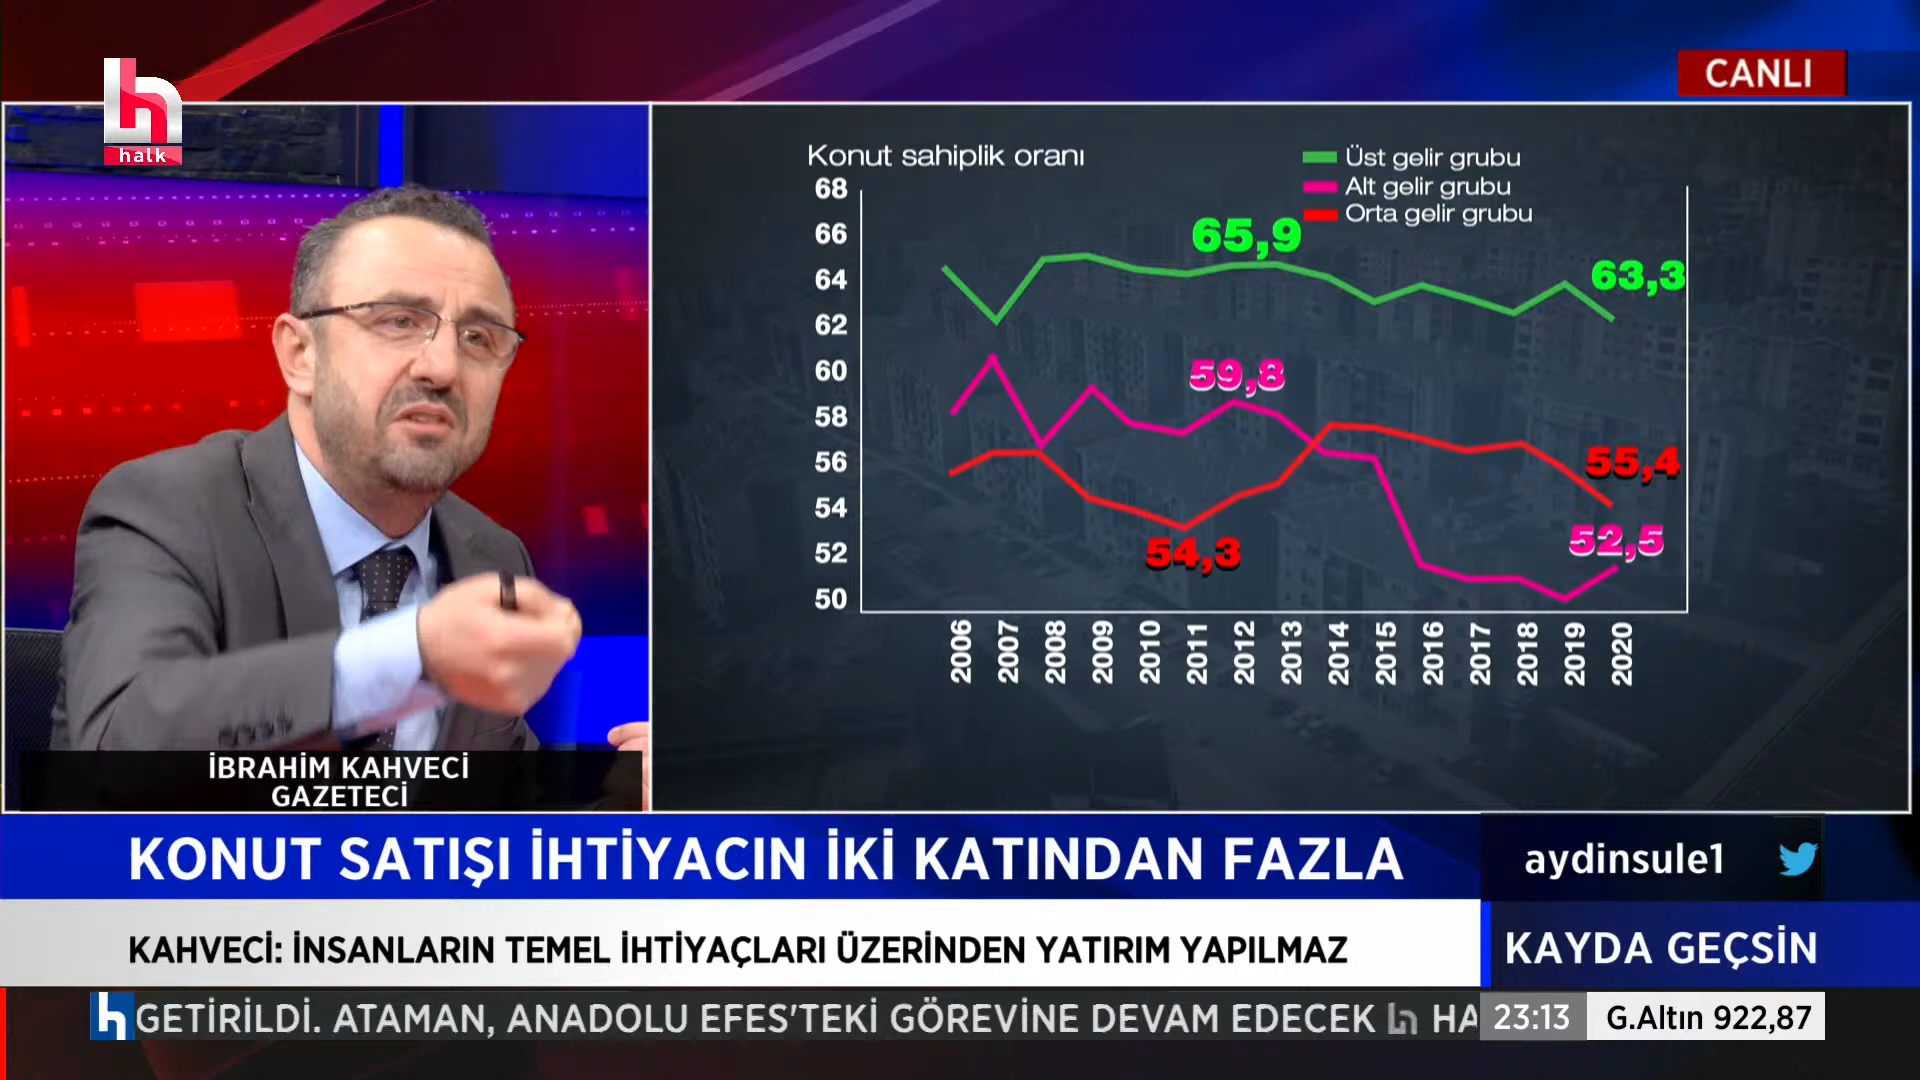 halk
CANLI
Konut sahiplik oranı
Üst gelir grubu
Alt gelir grubu
Orta gelir grubu
68
66
64
62
60
58
56
54
52
50
65,9
63,3
59,8
55,4
54,3
52,5
2006 2007 2008 2009 2010 2011 2012 2013 2014 2015 2016 2017 2018 2019 2020
İBRAHİM KAHVECİ
GAZETECİ
KONUT SATIŞI İHTİYACIN İKİ KATINDAN FAZLA
aydinsule1
KAHVECİ: İNSANLARIN TEMEL İHTİYAÇLARI ÜZERİNDEN YATIRIM YAPILMAZ
KAYDA GEÇSİN
GETİRİLDİ. ATAMAN, ANADOLU EFES'TEKİ GÖREVİNE DEVAM EDECEK HA
23:13
G.Altın 922,87